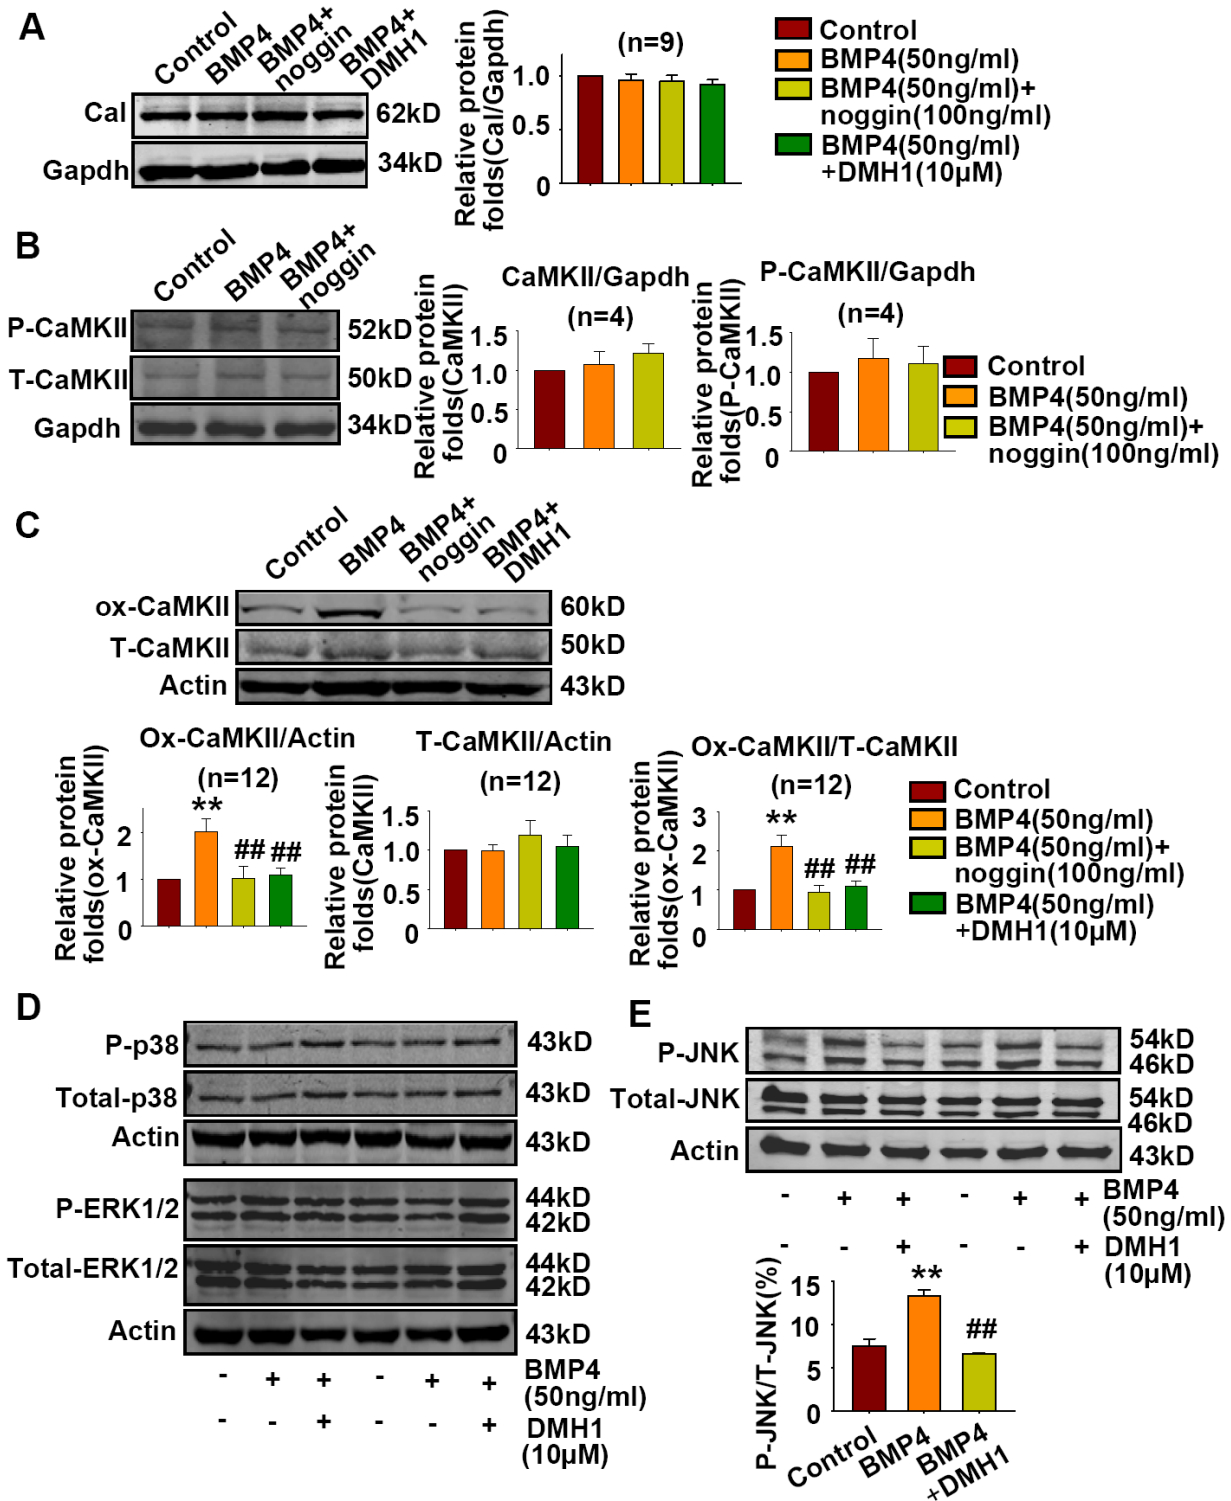 A
Control
BMP4
BMP4+
noggin
BMP4+
DMH1
Cal
62kD
Gapdh
34kD
Relative protein
folds(Cal/Gapdh)
(n=9)
1.0
0.5
0
Control
BMP4(50ng/ml)
BMP4(50ng/ml)+
noggin(100ng/ml)
BMP4(50ng/ml)
+DMH1(10μM)
B
Control
BMP4
BMP4+
noggin
P-CaMKII
52kD
T-CaMKII
50kD
Gapdh
34kD
CaMKII/Gapdh
(n=4)
Relative protein
folds(CaMKII)
1.5
1.0
0.5
0
P-CaMKII/Gapdh
(n=4)
Relative protein
folds(P-CaMKII)
1.5
1.0
0.5
0
Control
BMP4(50ng/ml)
BMP4(50ng/ml)+
noggin(100ng/ml)
C
Control
BMP4
BMP4+
noggin
BMP4+
DMH1
ox-CaMKII
60kD
T-CaMKII
50kD
Actin
43kD
Ox-CaMKII/Actin
(n=12)
Relative protein
folds(ox-CaMKII)
2
1
0
**
##
##
T-CaMKII/Actin
(n=12)
Relative protein
folds(CaMKII)
1.5
1.0
0.5
0
Ox-CaMKII/T-CaMKII
(n=12)
Relative protein
folds(ox-CaMKII)
3
2
1
0
**
##
##
Control
BMP4(50ng/ml)
BMP4(50ng/ml)+
noggin(100ng/ml)
BMP4(50ng/ml)
+DMH1(10μM)
D
P-p38
43kD
Total-p38
43kD
Actin
43kD
P-ERK1/2
44kD
42kD
Total-ERK1/2
44kD
42kD
Actin
43kD
- + + - + + BMP4
(50ng/ml)
- - + - - + DMH1
(10μM)
E
P-JNK
54kD
46kD
Total-JNK
54kD
46kD
Actin
43kD
- + + - + + BMP4
(50ng/ml)
- - + - - + DMH1
(10μM)
P-JNK/T-JNK(%)
15
10
5
0
**
##
Control
BMP4
BMP4
+DMH1